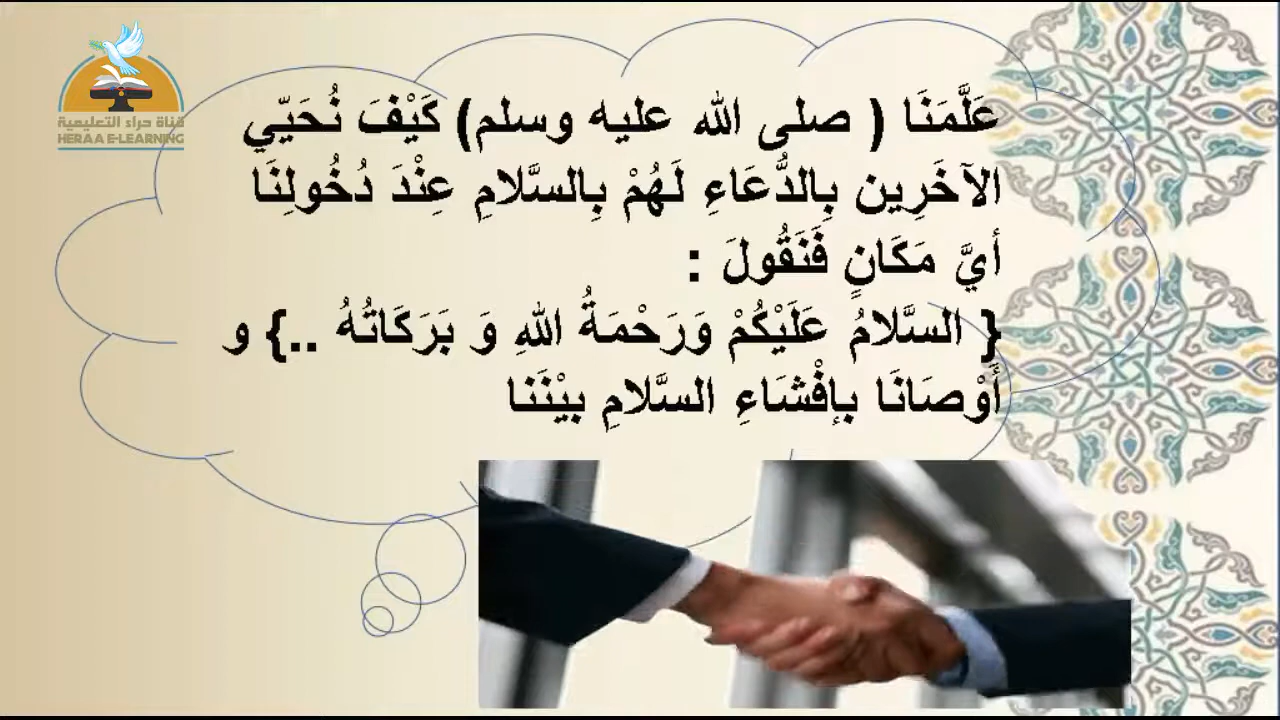 قناة حراء التعليمية
HERAA E-LEARNING
عَلَّمَنَا ( صلى الله عليه وسلم) كَيْفَ نُحَيّي
الآخَرِين بِالدُّعَاءِ لَهُمْ بِالسَّلامِ عِنْدَ دُخُولِنَا
أيَّ مَكَانٍ فَنَقُولَ :
{ السَّلامُ عَلَيْكُمْ وَرَحْمَةُ اللهِ وَ بَرَكَاتُهُ ..} و
أَوْصَانَا بإفْشَاءِ السَّلامِ بيْنَنا